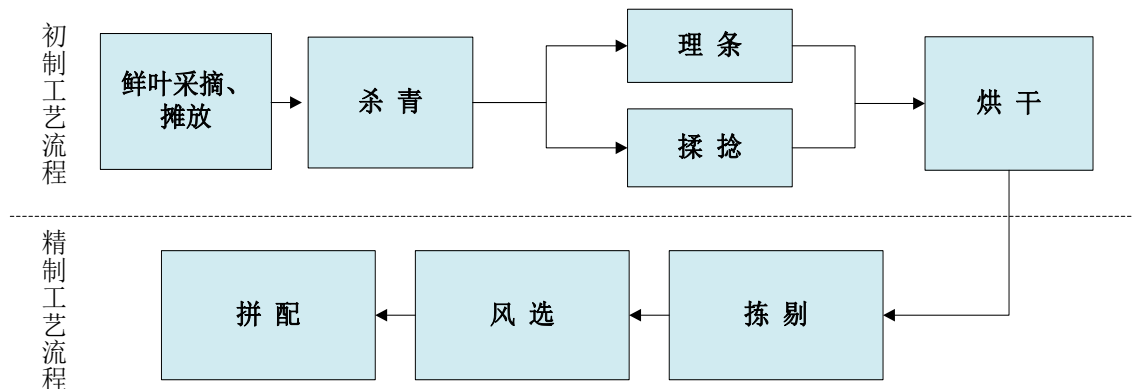 初制工艺流程
鲜叶采摘、
摊放
杀 青
理 条
揉 捻
烘 干
精制工艺流程
拼 配
风 选
拣 剔